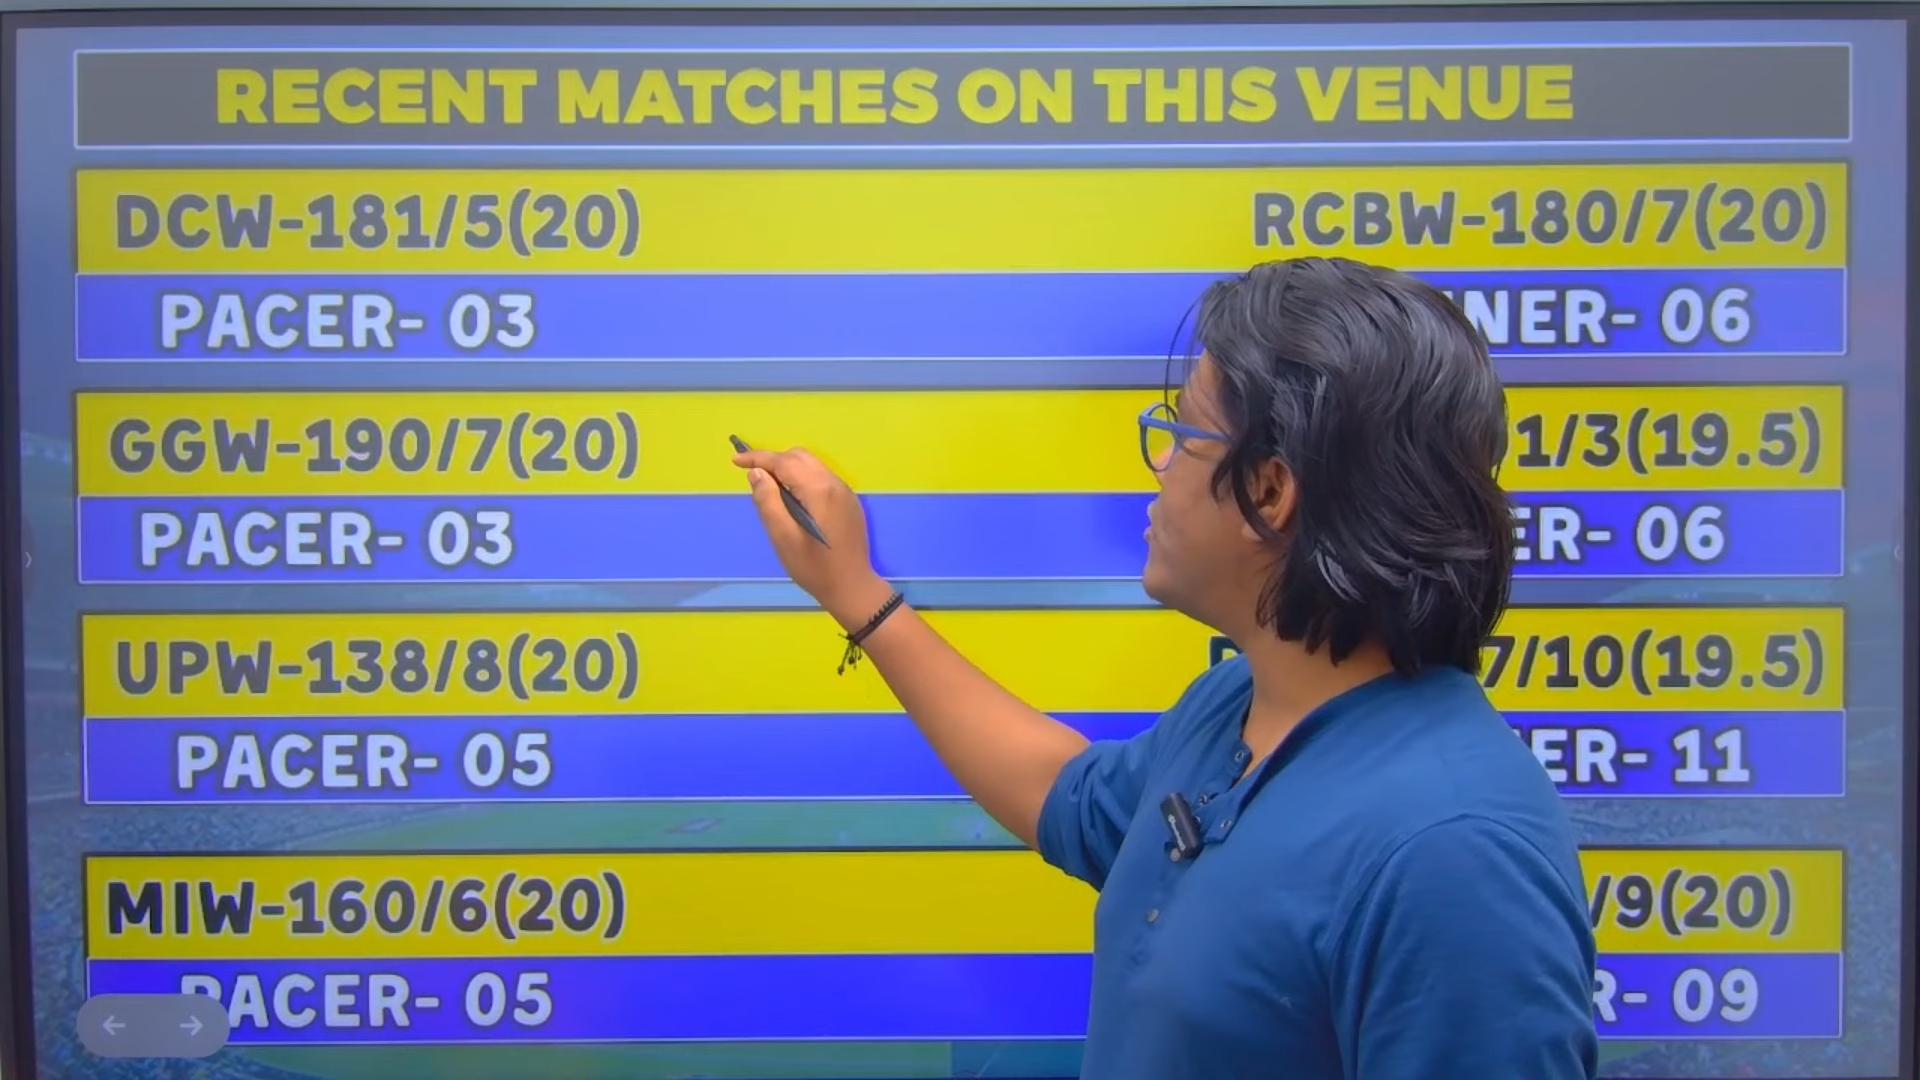 RECENT MATCHES ON THIS VENUE
DCW-181/5(20) RCBW-180/7(20)
PACER- 03 NER- 06
GGW-190/7(20) 1/3(19.5)
PACER- 03 ER- 06
UPW-138/8(20) 7/10(19.5)
PACER- 05 ER- 11
MIW-160/6(20) /9(20)
PACER- 05 R- 09